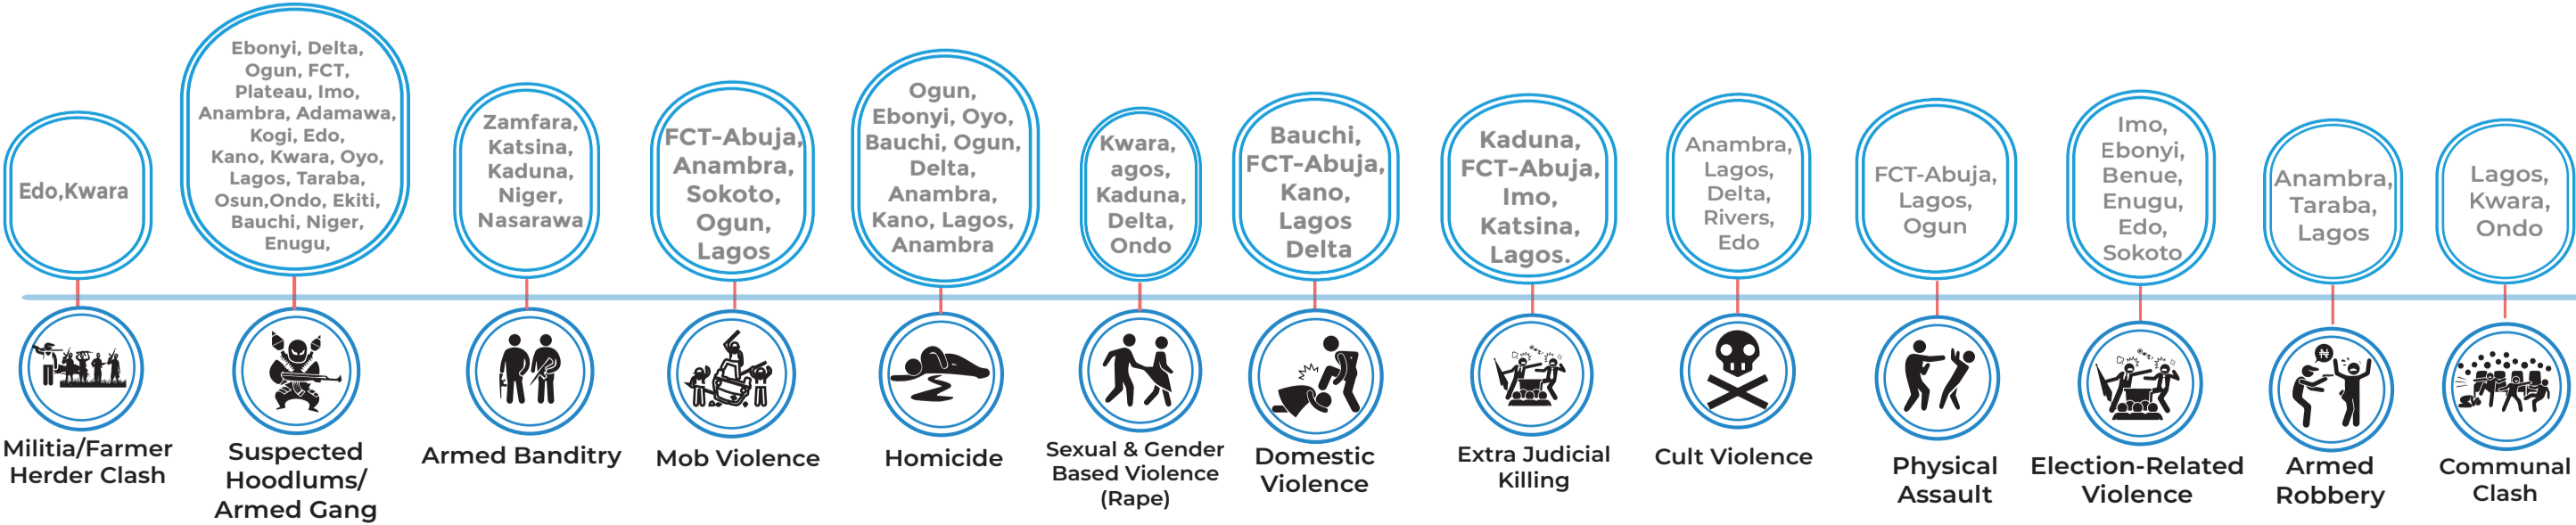 Edo,Kwara
Militia/Farmer
Herder Clash
Ebonyi, Delta,
Ogun, FCT,
Plateau, Imo,
Anambra, Adamawa,
Kogi, Edo,
Kano, Kwara, Oyo,
Lagos, Taraba,
Osun,Ondo, Ekiti,
Bauchi, Niger,
Enugu,
Suspected
Hoodlums/
Armed Gang
Zamfara,
Katsina,
Kaduna,
Niger,
Nasarawa
Armed Banditry
FCT-Abuja,
Anambra,
Sokoto,
Ogun,
Lagos
Mob Violence
Ogun,
Ebonyi, Oyo,
Bauchi, Ogun,
Delta,
Anambra,
Kano, Lagos,
Anambra
Homicide
Kwara,
agos,
Kaduna,
Delta,
Ondo
Sexual & Gender
Based Violence
(Rape)
Bauchi,
FCT-Abuja,
Kano,
Lagos
Delta
Domestic
Violence
Kaduna,
FCT-Abuja,
Imo,
Katsina,
Lagos.
Extra Judicial
Killing
Anambra,
Lagos,
Delta,
Rivers,
Edo
Cult Violence
FCT-Abuja,
Lagos,
Ogun
Physical
Assault
Imo,
Ebonyi,
Benue,
Enugu,
Edo,
Sokoto
Election-Related
Violence
Anambra,
Taraba,
Lagos
₦
Armed
Robbery
Lagos,
Kwara,
Ondo
Communal
Clash